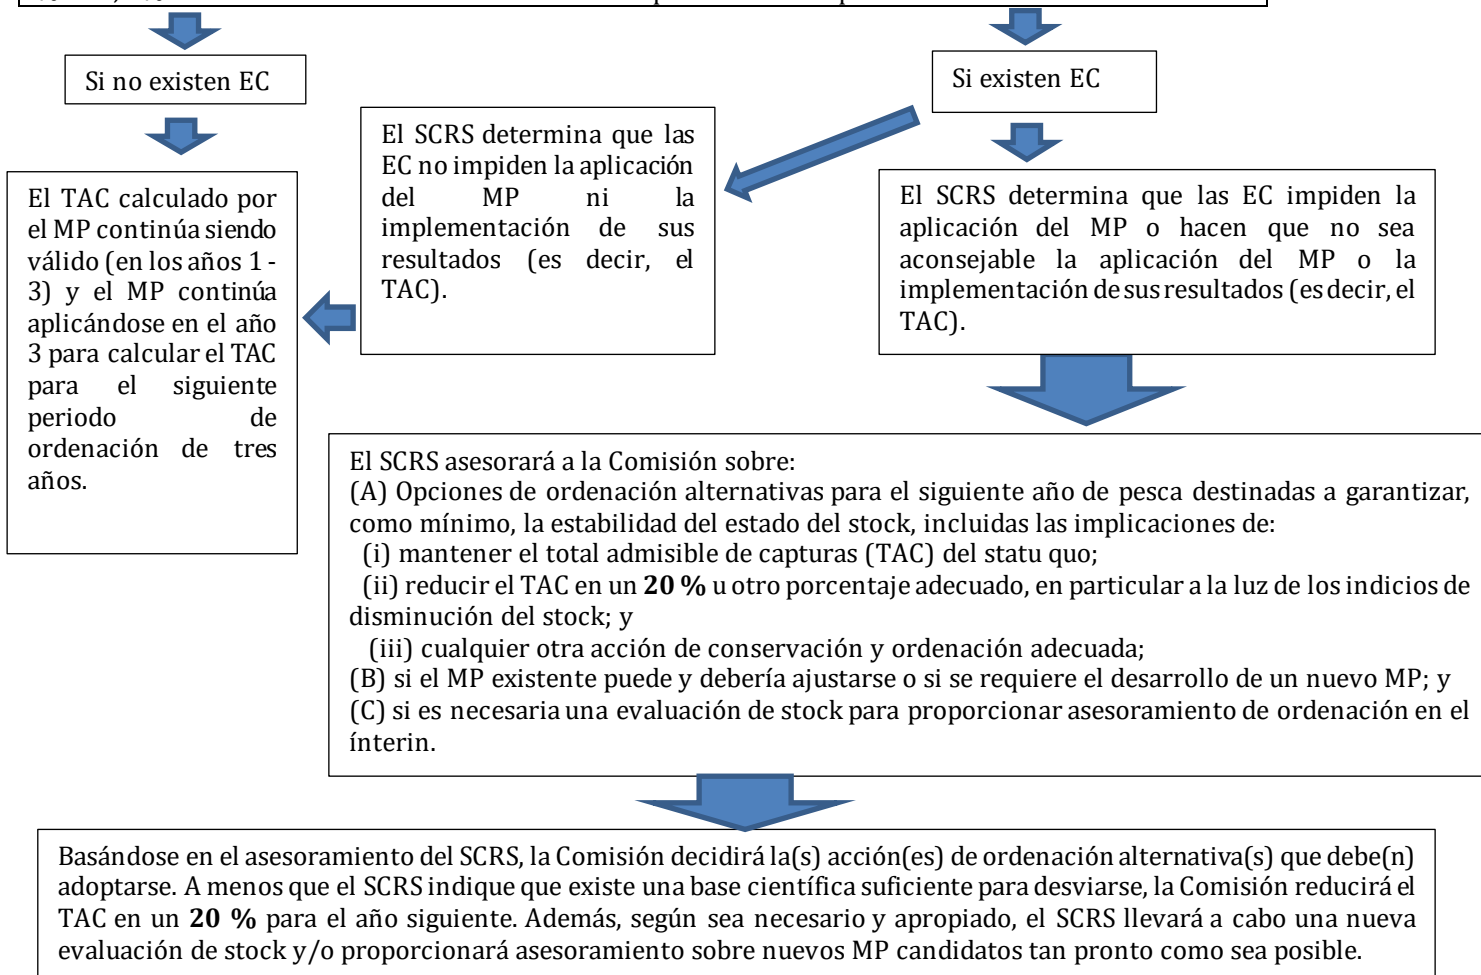 Si no existen EC
Si existen EC
El SCRS determina que las
EC no impiden la aplicación
del MP ni la
implementación de sus
resultados (es decir, el
TAC).
El SCRS determina que las EC impiden la
aplicación del MP o hacen que no sea
aconsejable la aplicación del MP o la
implementación de sus resultados (es decir, el
TAC).
El TAC calculado por
el MP continúa siendo
válido (en los años 1 -
3) y el MP continúa
aplicándose en el año
3 para calcular el TAC
para el siguiente
periodo de
ordenación de tres
años.
El SCRS asesorará a la Comisión sobre:
(A) Opciones de ordenación alternativas para el siguiente año de pesca destinadas a garantizar,
como mínimo, la estabilidad del estado del stock, incluidas las implicaciones de:
(i) mantener el total admisible de capturas (TAC) del statu quo;
(ii) reducir el TAC en un 20 % u otro porcentaje adecuado, en particular a la luz de los indicios de
disminución del stock; y
(iii) cualquier otra acción de conservación y ordenación adecuada;
(B) si el MP existente puede y debería ajustarse o si se requiere el desarrollo de un nuevo MP; y
(C) si es necesaria una evaluación de stock para proporcionar asesoramiento de ordenación en el
ínterin.
Basándose en el asesoramiento del SCRS, la Comisión decidirá la(s) acción(es) de ordenación alternativa(s) que debe(n)
adoptarse. A menos que el SCRS indique que existe una base científica suficiente para desviarse, la Comisión reducirá el
TAC en un 20 % para el año siguiente. Además, según sea necesario y apropiado, el SCRS llevará a cabo una nueva
evaluación de stock y/o proporcionará asesoramiento sobre nuevos MP candidatos tan pronto como sea posible.